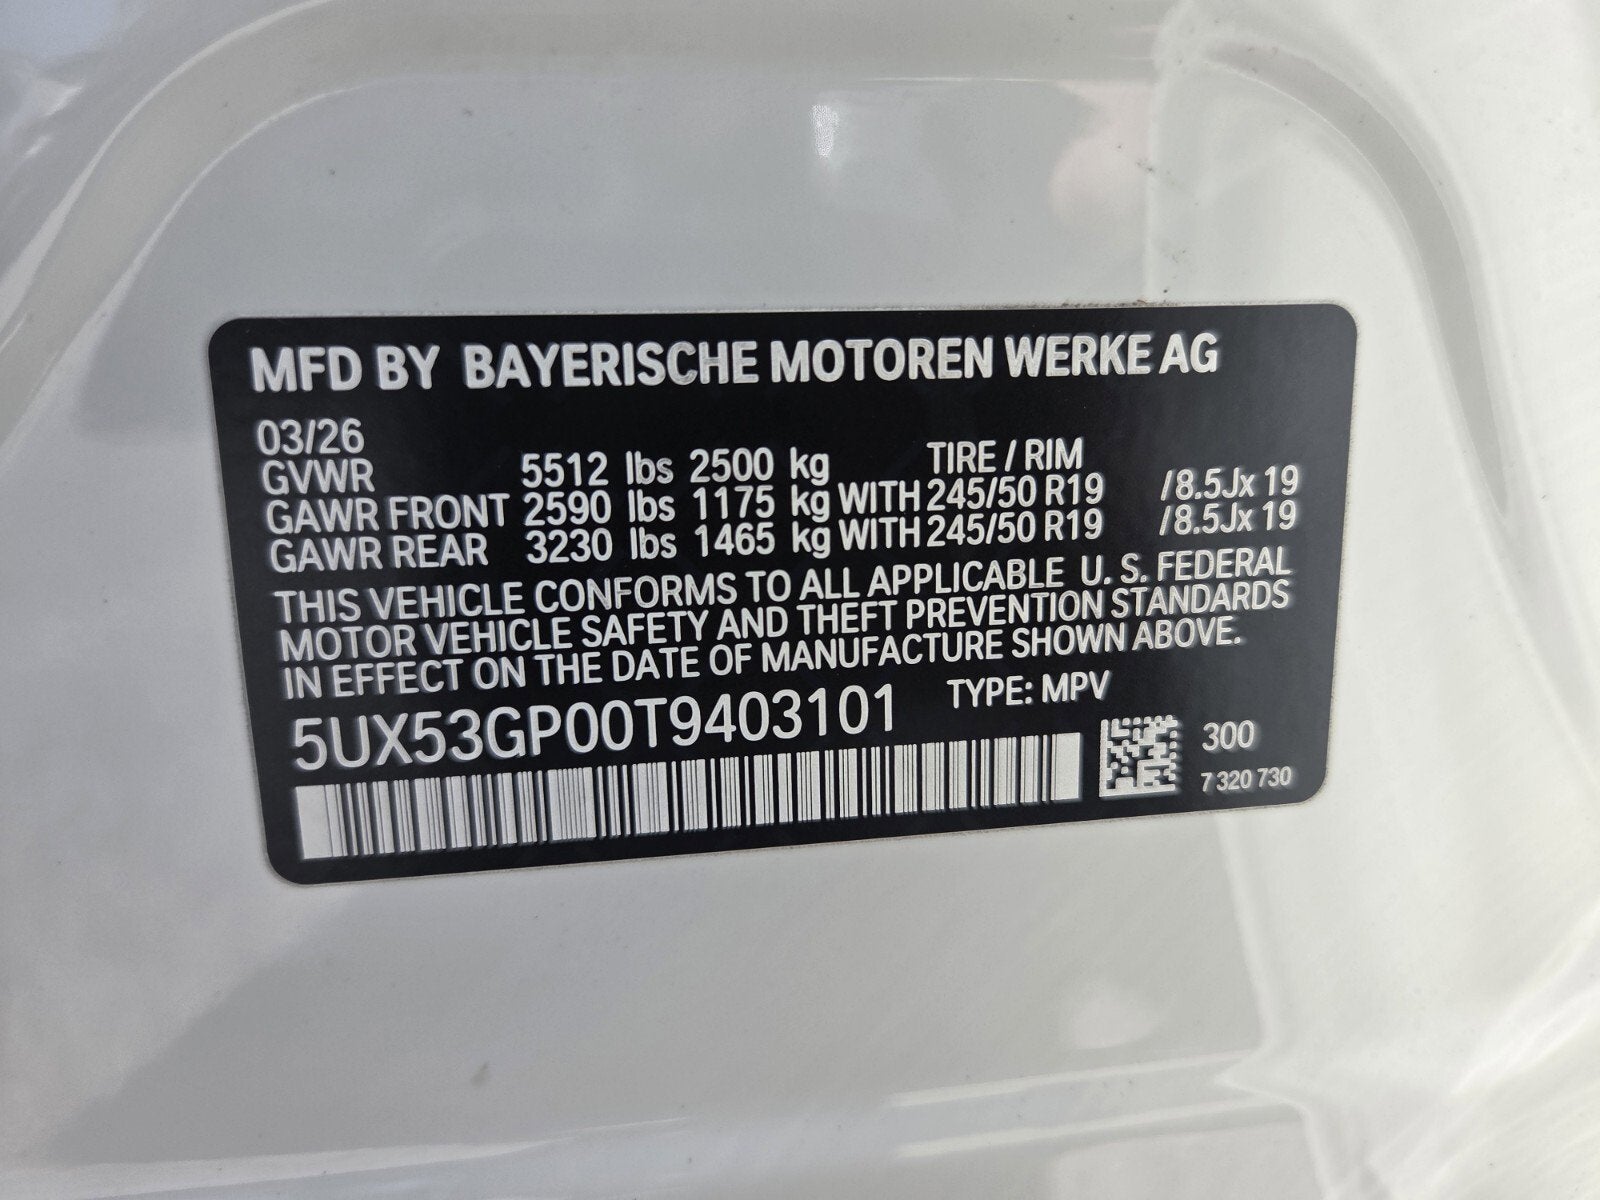 MFD BY BAYERISCHE MOTOREN WERKE AG
03/26
TIRE / RIM
GVWR 5512 lbs 2500 kg
GAWR FRONT 2590 lbs 1175 kg WITH 245/50 R19 /8.5Jx 19
GAWR REAR 3230 lbs 1465 kg WITH 245/50 R19 /8.5Jx 19
THIS VEHICLE CONFORMS TO ALL APPLICABLE U. S. FEDERAL
MOTOR VEHICLE SAFETY AND THEFT PREVENTION STANDARDS
IN EFFECT ON THE DATE OF MANUFACTURE SHOWN ABOVE.
5UX53GP00T9403101 TYPE: MPV
300
7 320 730